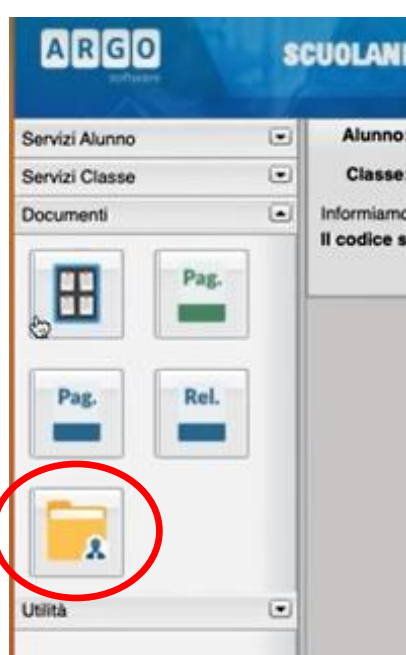 ARGO
software
SCUOLAN
Servizi Alunno
Alunno:
Servizi Classe
Classe:
Documenti
Informiamo
Il codice s
Pag.
Pag.
Rel.
Utilità